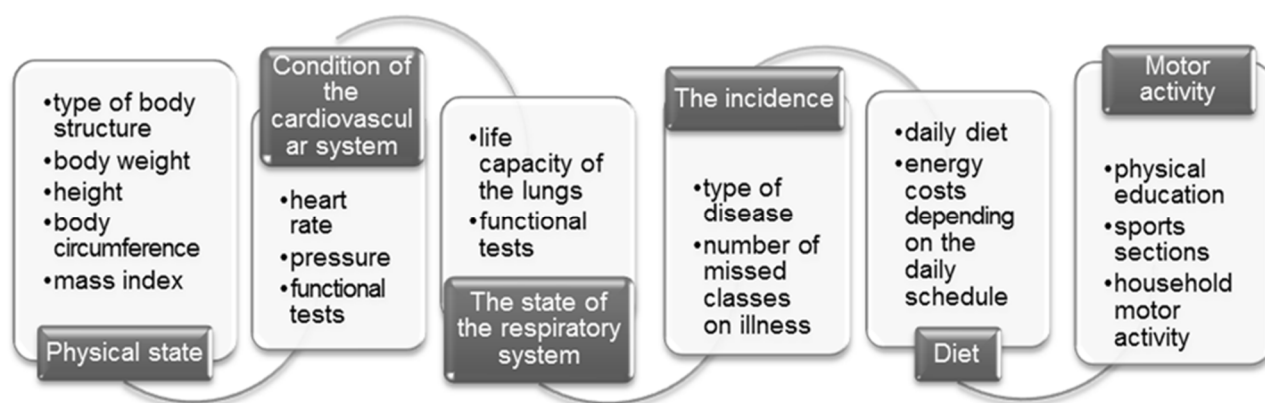 •type of body
structure
•body weight
•height
•body
circumference
•mass index
Physical state
Condition of
the
cardiovascul
ar system
•heart
rate
•pressure
•functional
tests
•life
capacity of
the lungs
•functional
tests
The state of
the respiratory
system
The incidence
•type of
disease
•number of
missed
classes
on illness
•daily diet
•energy
costs
depending
on the
daily
schedule
Diet
Motor
activity
•physical
education
•sports
sections
•household
motor
activity